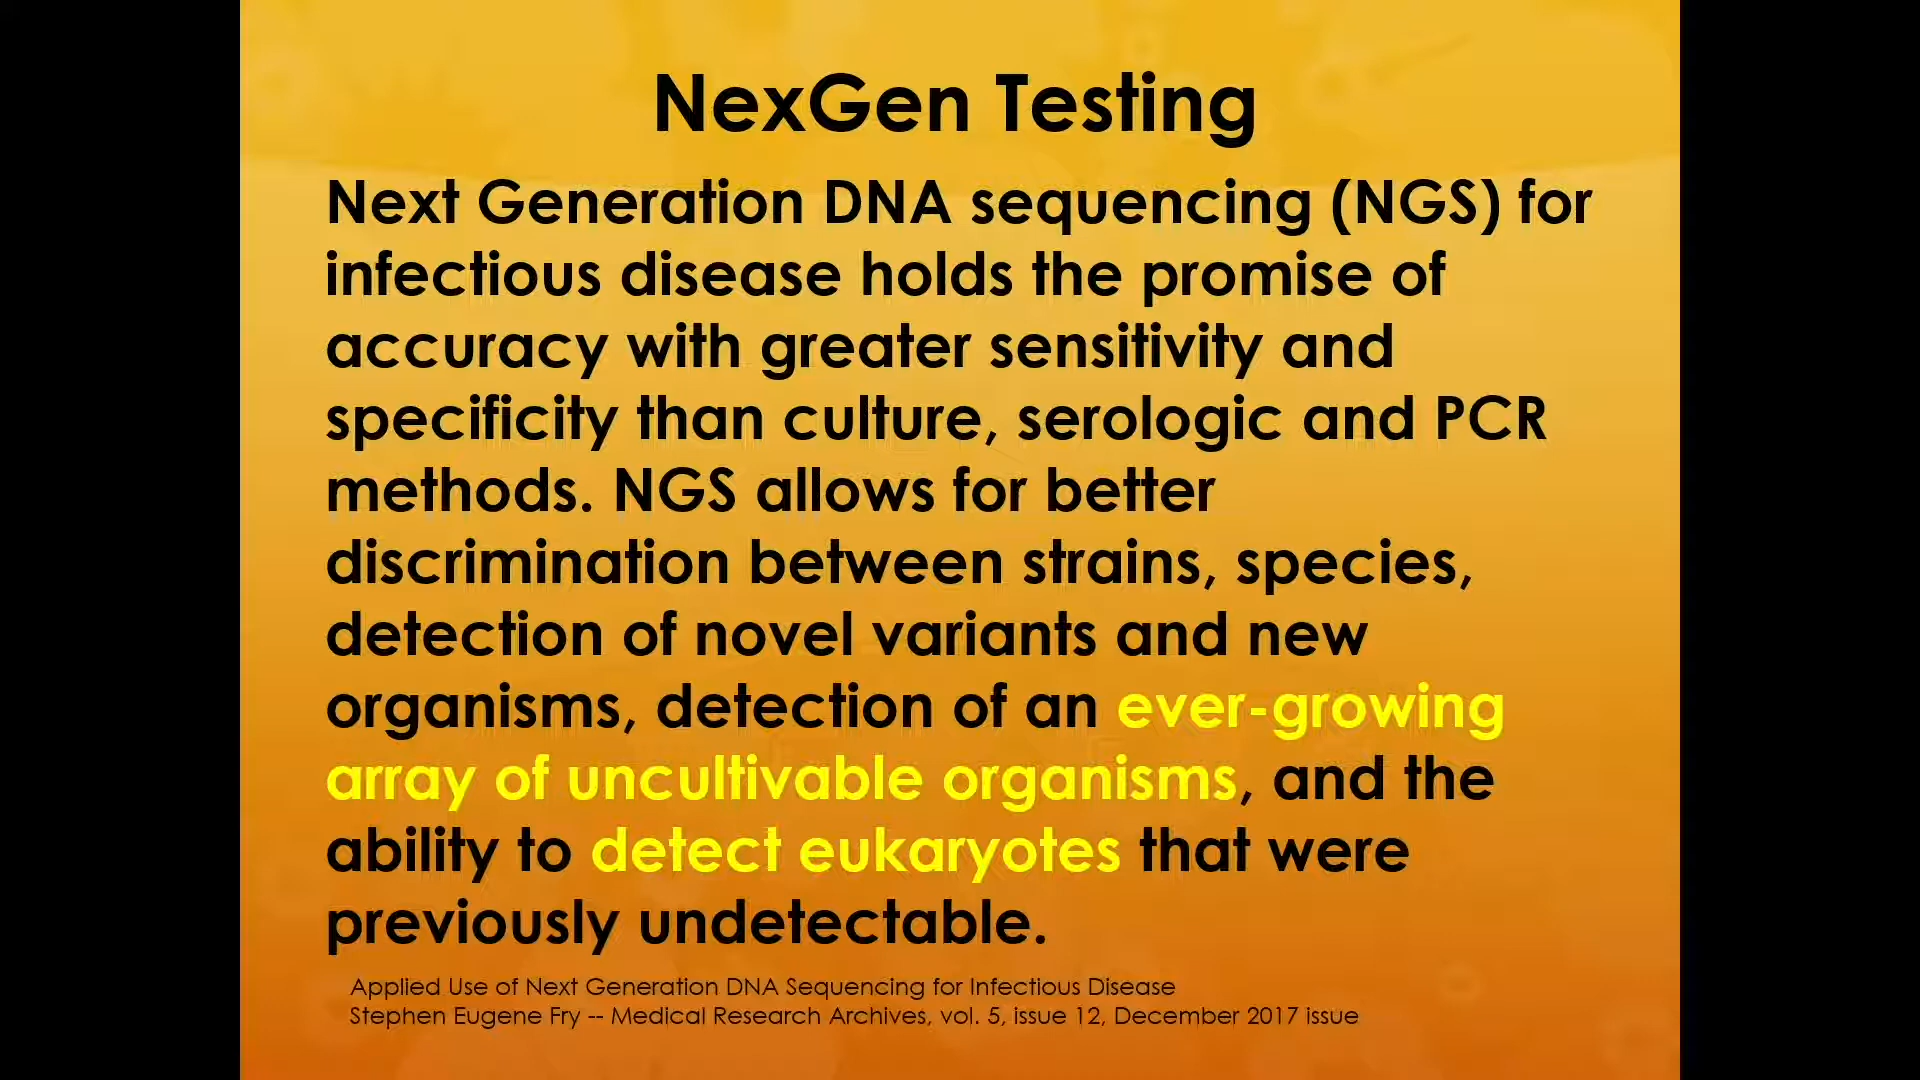 NexGen Testing
Next Generation DNA sequencing (NGS) for
infectious disease holds the promise of
accuracy with greater sensitivity and
specificity than culture, serologic and PCR
methods. NGS allows for better
discrimination between strains, species,
detection of novel variants and new
organisms, detection of an ever-growing
array of uncultivable organisms, and the
ability to detect eukaryotes that were
previously undetectable.
Applied Use of Next Generation DNA Sequencing for Infectious Disease
Stephen Eugene Fry -- Medical Research Archives, vol. 5, issue 12, December 2017 issue